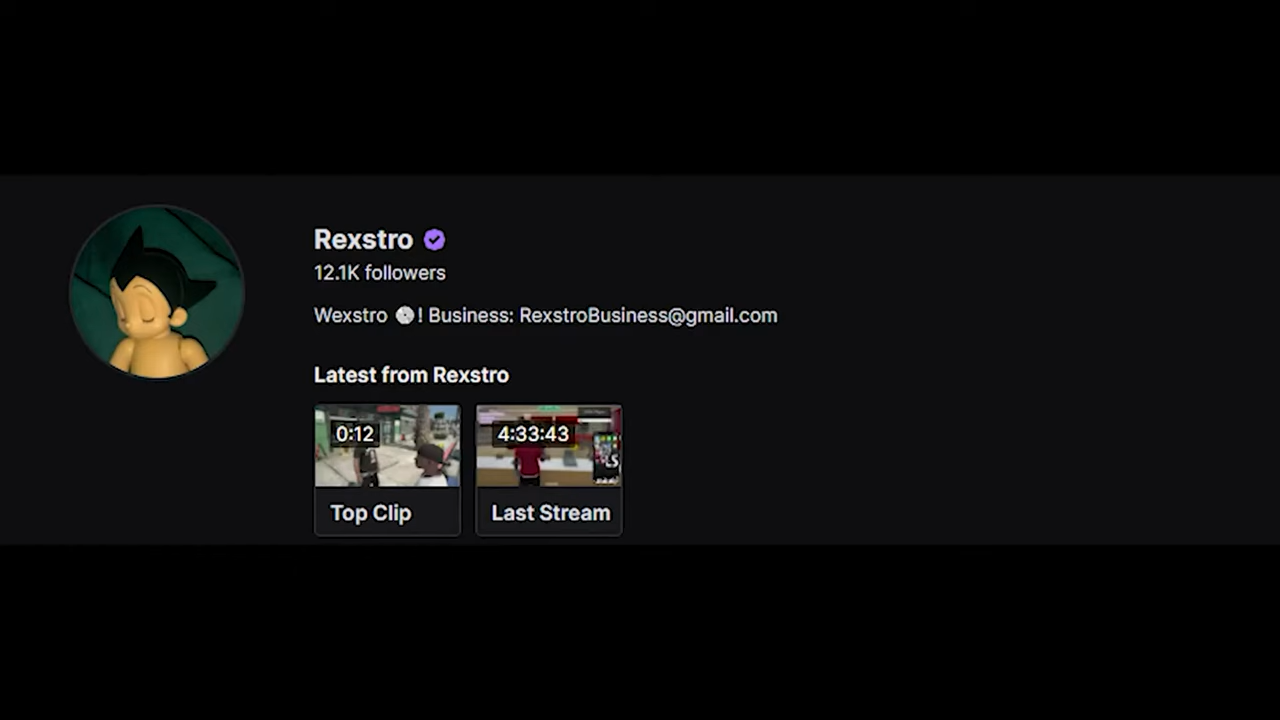 Rexstro
12.1K followers
Wexstro ! Business: RexstroBusiness@gmail.com
Latest from Rexstro
0:12
4:33:43
LS
Top Clip
Last Stream